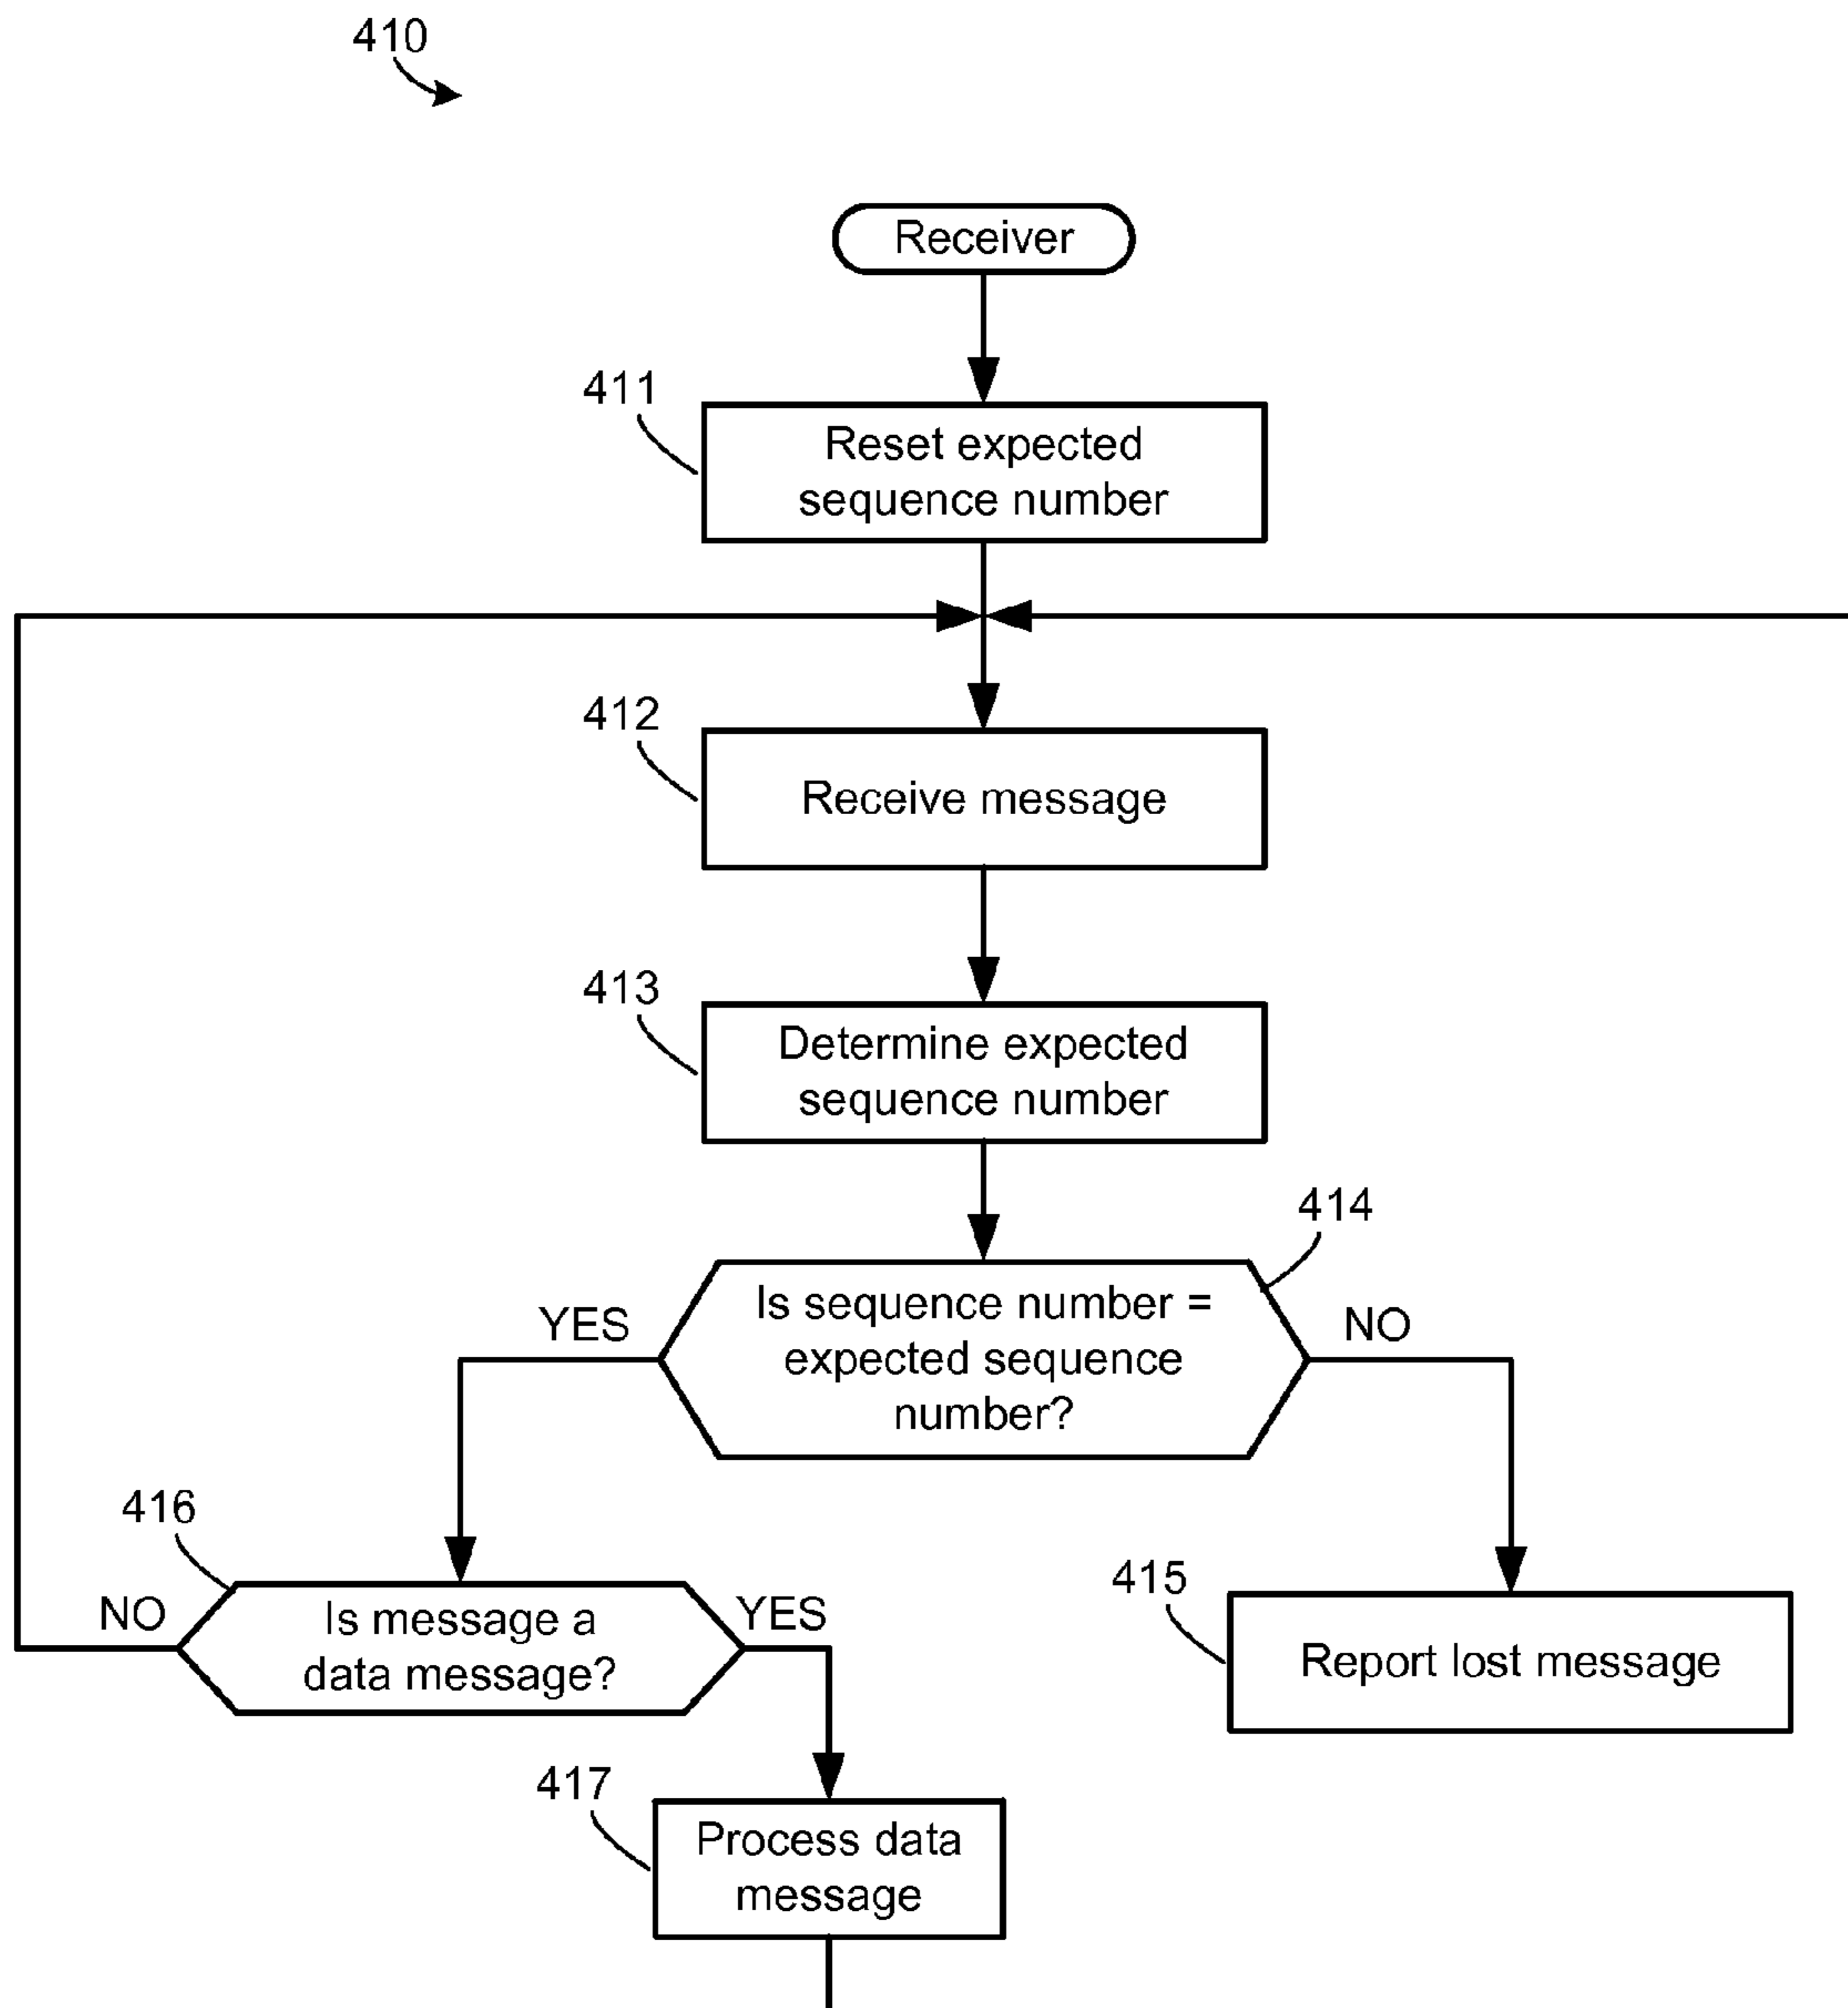 410
Receiver
411
Reset expected
sequence number
412
Receive message
413
Determine expected
sequence number
414
Is sequence number =
expected sequence
number?
YES
NO
416
Is message a
data message?
NO
YES
415
Report lost message
417
Process data
message